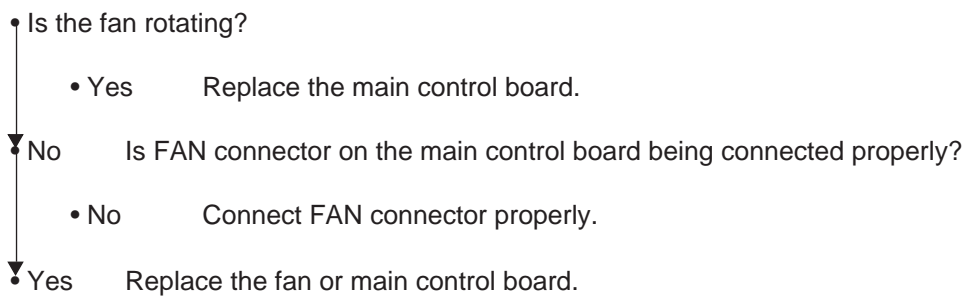 • Is the fan rotating?
• Yes Replace the main control board.
• No Is FAN connector on the main control board being connected properly?
• No Connect FAN connector properly.
• Yes Replace the fan or main control board.